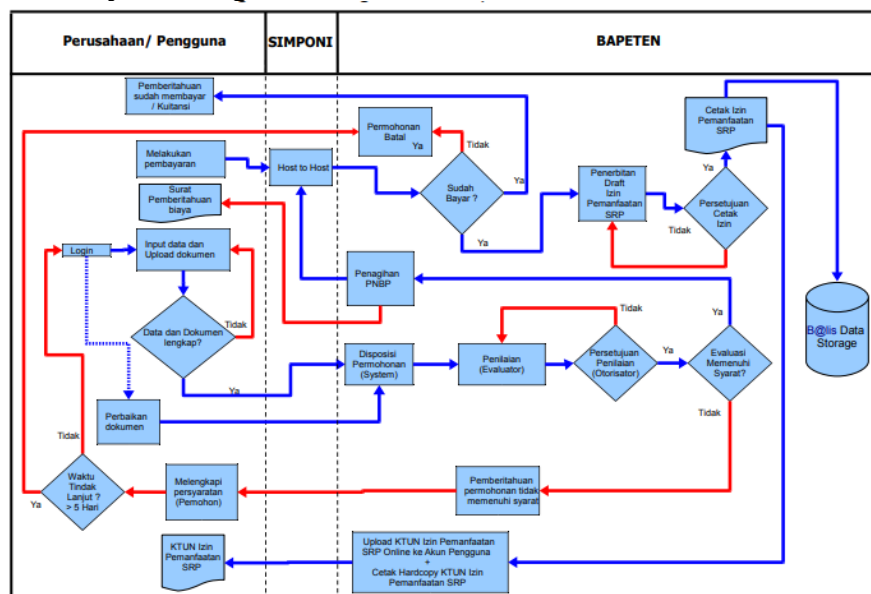 Perusahaan/ Pengguna
SIMPONI
BAPETEN
Pemberitahuan
sudah membayar
/ Kuitansi
Permohonan
Batal
Ya
Tidak
Cetak Izin
Pemanfaatan
SRP
Melakukan
pembayaran
Host to Host
Sudah
Bayar ?
Ya
Ya
Penerbitan
Draft
Izin
Pemanfaatan
SRP
Ya
Persetujuan
Cetak
Izin
Tidak
Surat
Pemberitahuan
biaya
Login
Input data dan
Upload dokumen
Penagihan
PNBP
Data dan Dokumen
lengkap?
Tidak
Ya
Disposisi
Permohonan
(System)
Penilaian
(Evaluator)
Tidak
Persetujuan
Penilaian
(Otorisator)
Ya
Ya
Evaluasi
Memenuhi
Syarat?
Tidak
B@lis Data
Storage
Perbaikan
dokumen
Tidak
Waktu
Tindak
Lanjut ?
> 5 Hari
Ya
Melengkapi
persyaratan
(Pemohon)
Pemberitahuan
permohonan tidak
memenuhi syarat
KTUN Izin
Pemanfaatan
SRP
Upload KTUN Izin Pemanfaatan
SRP Online ke Akun Pengguna
+
Cetak Hardcopy KTUN Izin
Pemanfaatan SRP